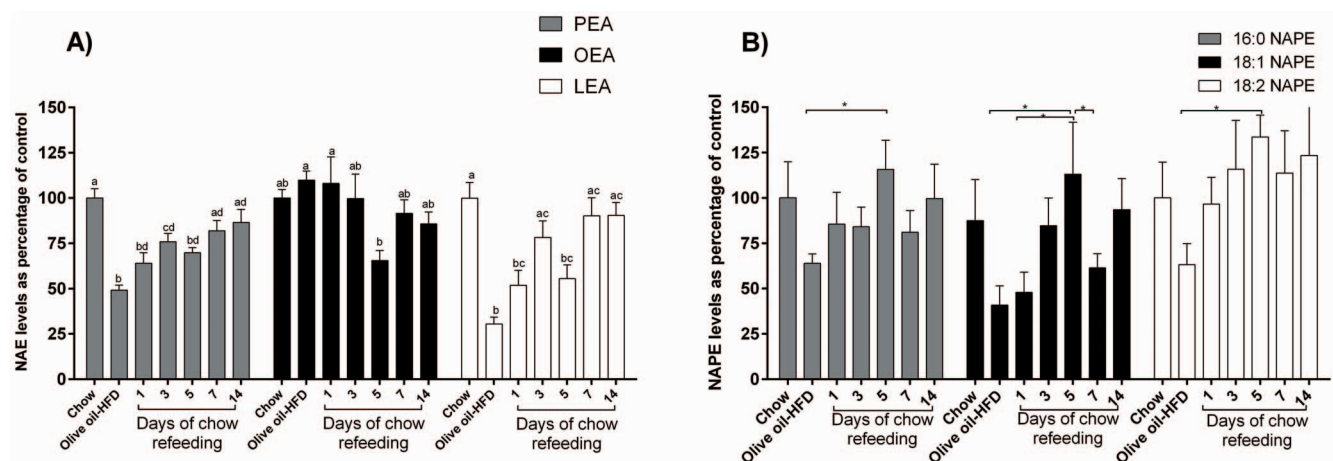 A)
PEA
OEA
LEA
NAE levels as percentage of control
150
125
100
75
50
25
0
a
b
bd
cd
bd
ad
ad
ab
a
a
ab
b
ab
ab
a
b
bc
ac
bc
ac
ac
Chow
Olive oil-HFD
1
3
5
7
14
Days of chow
refeeding
Chow
Olive oil-HFD
1
3
5
7
14
Days of chow
refeeding
Chow
Olive oil-HFD
1
3
5
7
14
Days of chow
refeeding
B)
16:0 NAPE
18:1 NAPE
18:2 NAPE
NAPE levels as percentage of control
150
125
100
75
50
25
0
*
*
*
*
*
Chow
Olive oil-HFD
1
3
5
7
14
Days of chow
refeeding
Chow
Olive oil-HFD
1
3
5
7
14
Days of chow
refeeding
Chow
Olive oil-HFD
1
3
5
7
14
Days of chow
refeeding